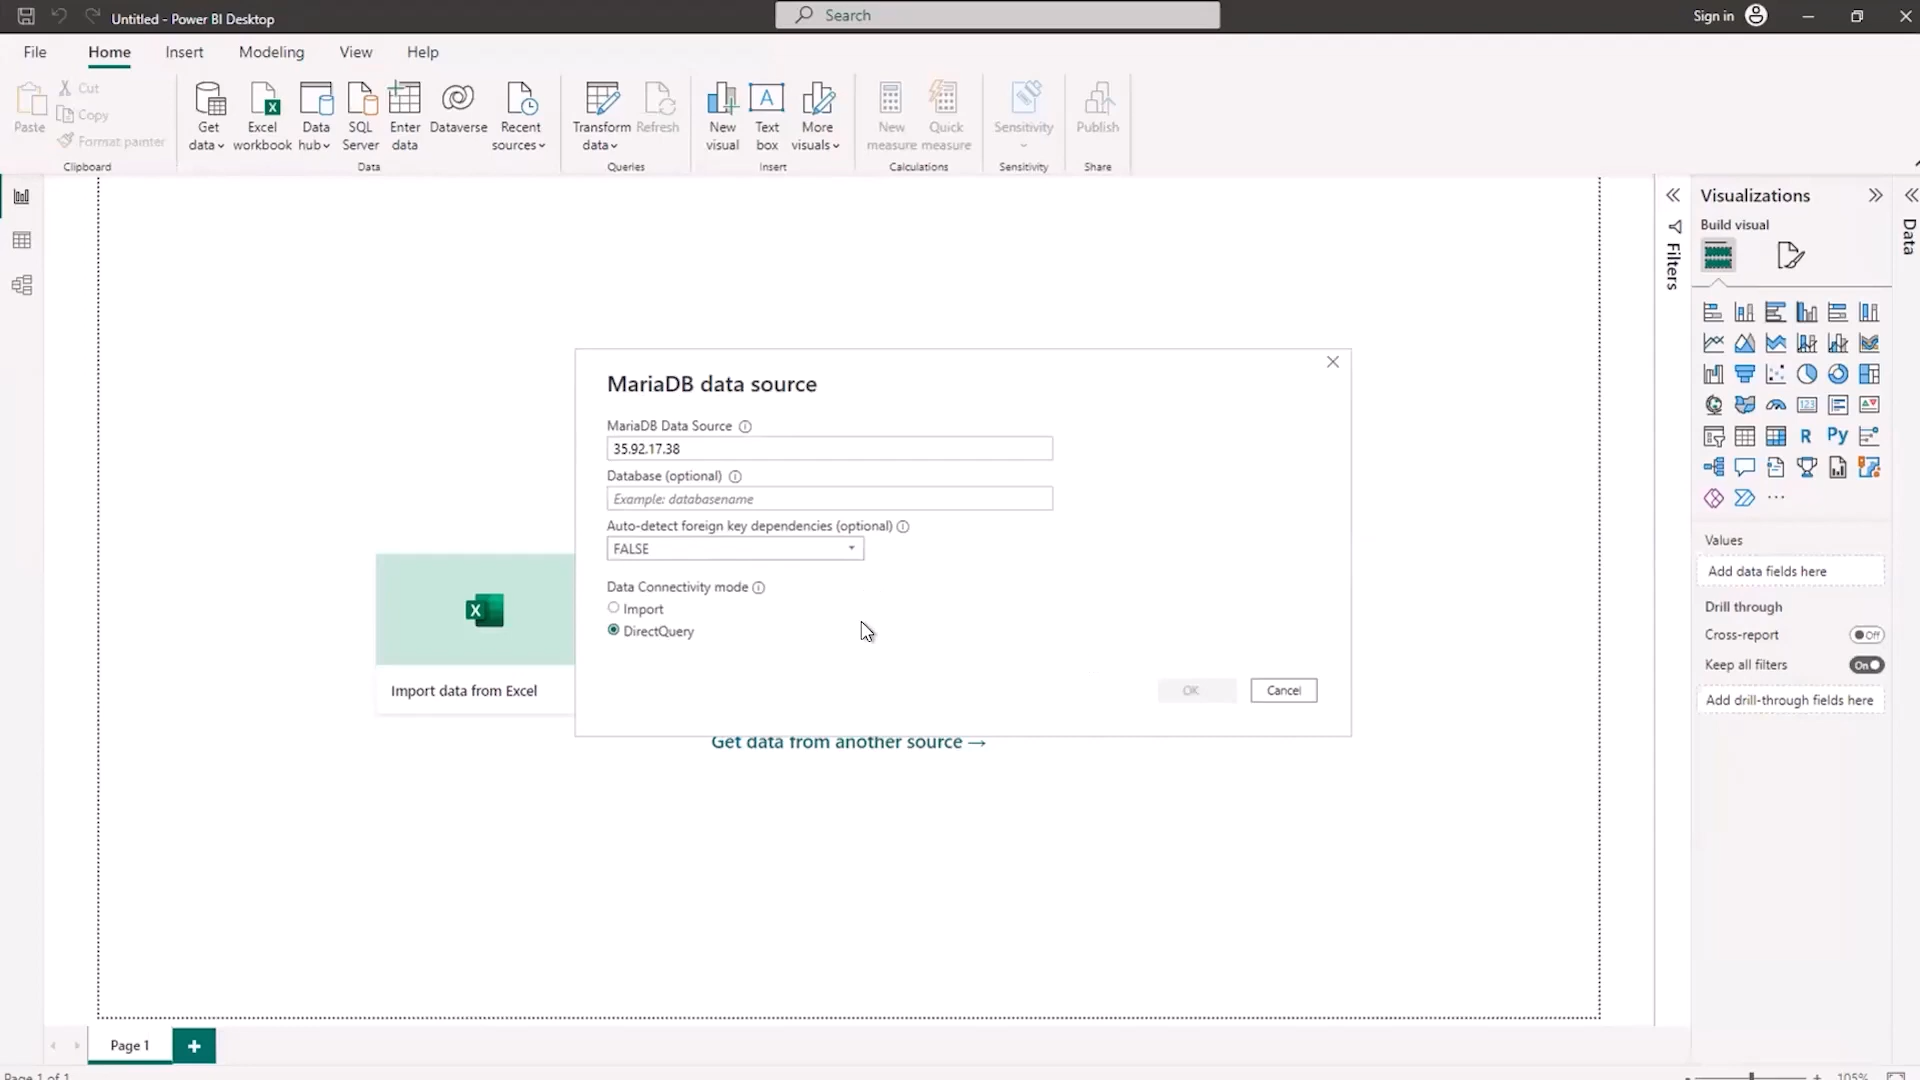 Untitled - Power BI Desktop
Search
Sign in
File
Home
Insert
Modeling
View
Help
Paste
Cut
Copy
Format painter
Clipboard
Get data
Excel workbook
Data hub
SQL Server
Enter data
Dataverse
Recent sources
Data
Transform data
Refresh
Queries
New visual
Text box
More visuals
Insert
New measure
Quick measure
Calculations
Sensitivity
Sensitivity
Publish
Share
Filters
Visualizations
Build visual
Data
R
Py
123
Values
Add data fields here
Drill through
Cross-report
Off
Keep all filters
On
Add drill-through fields here
MariaDB data source
MariaDB Data Source
35.92.17.38
Database (optional)
Example: databasename
Auto-detect foreign key dependencies (optional)
FALSE
Data Connectivity mode
Import
DirectQuery
OK
Cancel
Import data from Excel
Get data from another source →
Page 1
Page 1 of 1
105%